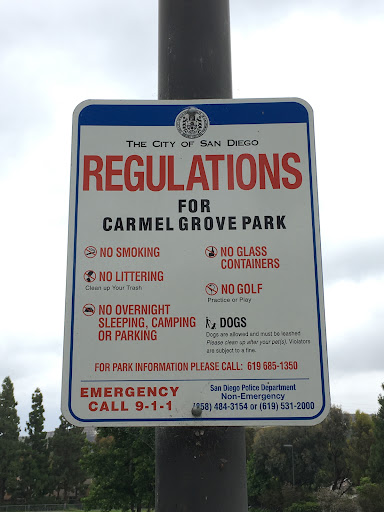 THE CITY OF SAN DIEGO
REGULATIONS
FOR
CARMEL GROVE PARK
NO SMOKING
NO LITTERING
Clean up Your Trash
NO OVERNIGHT
SLEEPING, CAMPING
OR PARKING
NO GLASS
CONTAINERS
NO GOLF
Practice or Play
DOGS
Dogs are allowed and must be leashed
Please clean up after your pet(s). Violators
are subject to a fine.
FOR PARK INFORMATION PLEASE CALL: 619 685-1350
EMERGENCY
CALL 9-1-1
San Diego Police Department
Non-Emergency
(858) 484-3154 or (619) 531-2000